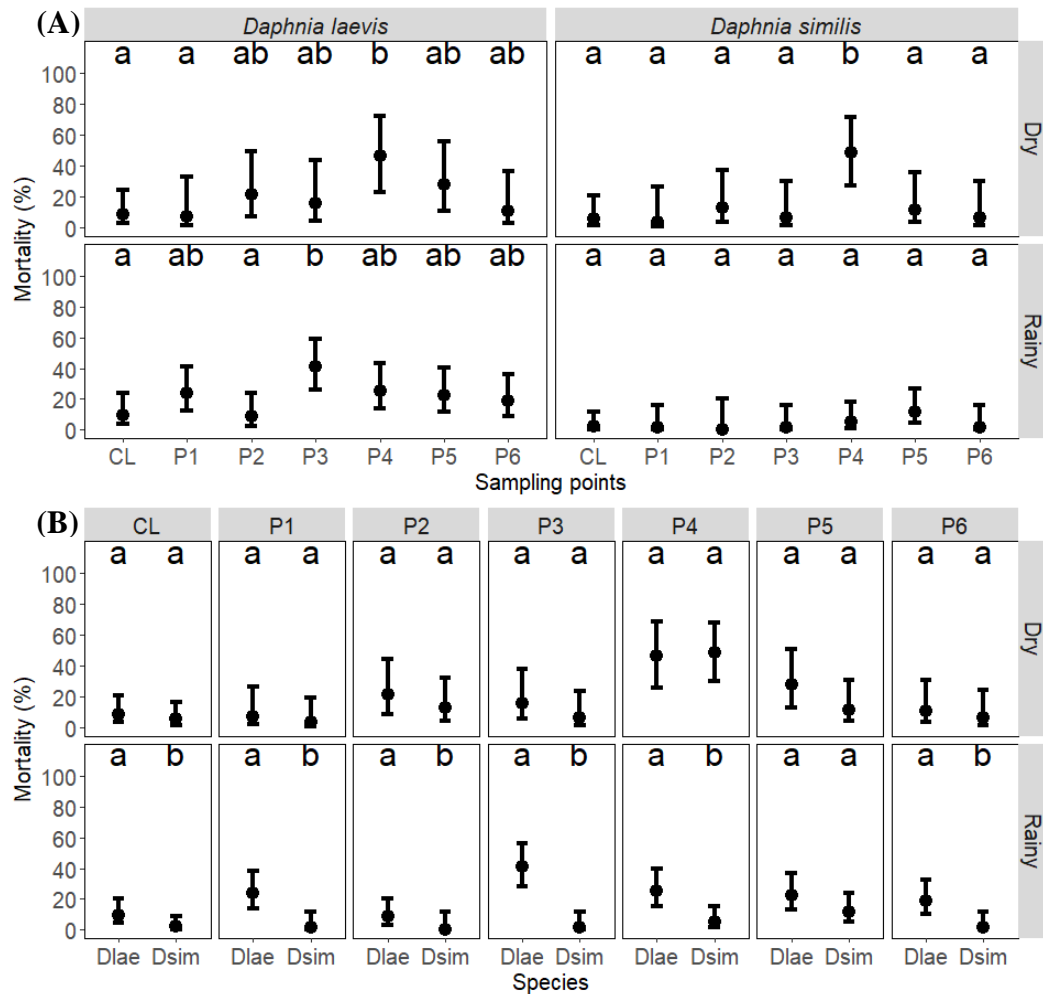 (A)
Daphnia laevis Daphnia similis
a a ab ab b ab ab a a a a b a a
100
80
60
40
20
0
Dry
a ab a b ab ab ab a a a a a a a
100
80
60
40
20
0
Rainy
Mortality (%)
CL P1 P2 P3 P4 P5 P6 CL P1 P2 P3 P4 P5 P6
Sampling points
(B)
CL P1 P2 P3 P4 P5 P6
a a a a a a a a a a a a a a
100
80
60
40
20
0
Dry
a b a b a b a b a b a a a b
100
80
60
40
20
0
Rainy
Mortality (%)
Dlae Dsim Dlae Dsim Dlae Dsim Dlae Dsim Dlae Dsim Dlae Dsim Dlae Dsim
Species